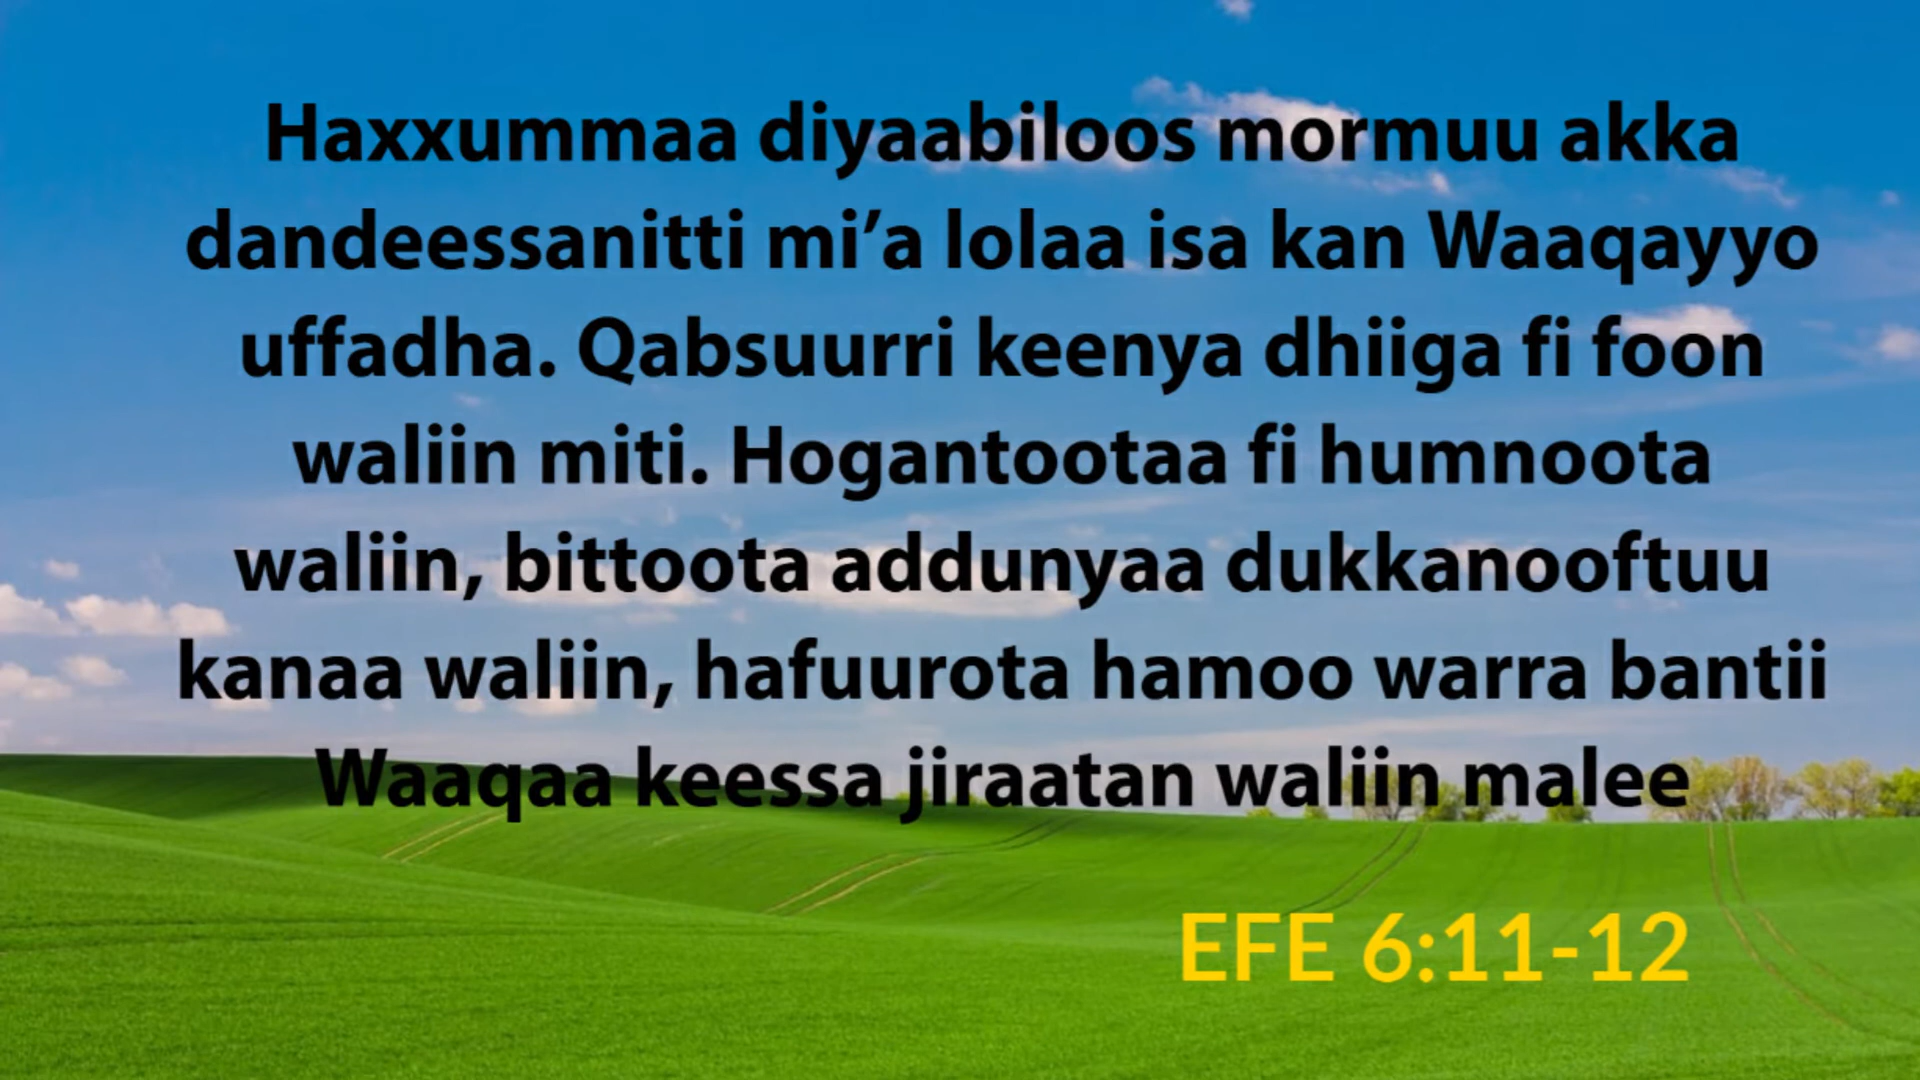 Haxxummaa diyaabiloos mormuu akka
dandeessanitti mi’a lolaa isa kan Waaqayyo
uffadha. Qabsuurri keenya dhiiga fi foon
waliin miti. Hogantootaa fi humnoota
waliin, bittoota addunyaa dukkanooftuu
kanaa waliin, hafuurota hamoo warra bantii
Waaqaa keessa jiraatan waliin malee
EFE 6:11-12